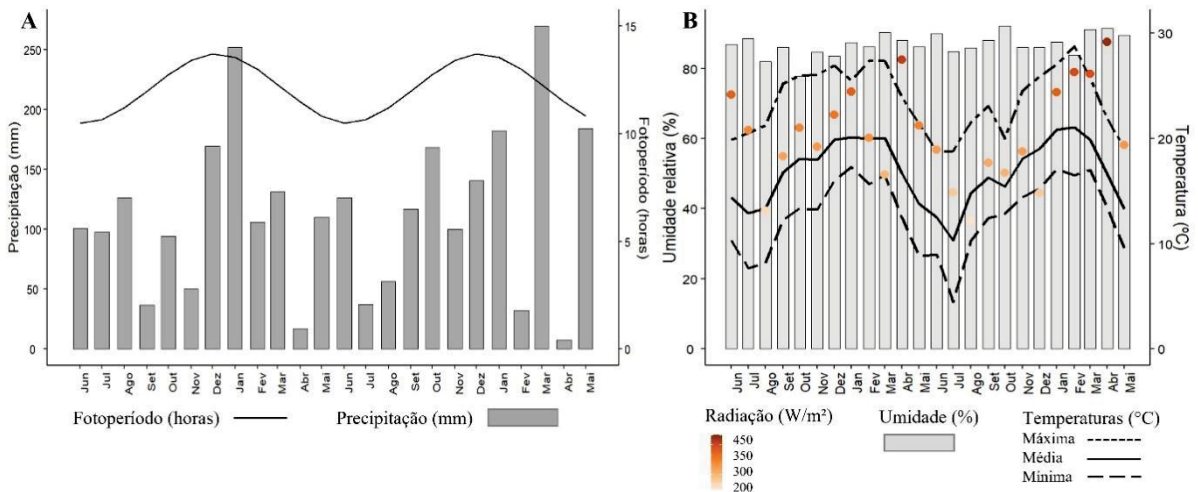 A
Precipitação (mm)
250
200
150
100
50
0
15
10
5
0
Fotoperíodo (horas)
Jun Jul Ago Set Out Nov Dez Jan Fev Mar Abr Mai Jun Jul Ago Set Out Nov Dez Jan Fev Mar Abr Mai
Fotoperíodo (horas)
Precipitação (mm)
B
Umidade relativa (%)
80
60
40
20
0
30
20
10
0
Temperatura (°C)
Jun Jul Ago Set Out Nov Dez Jan Fev Mar Abr Mai Jun Jul Ago Set Out Nov Dez Jan Fev Mar Abr Mai
Radiação (W/m²)
450
350
300
200
Umidade (%)
Temperaturas (°C)
Máxima
Média
Mínima